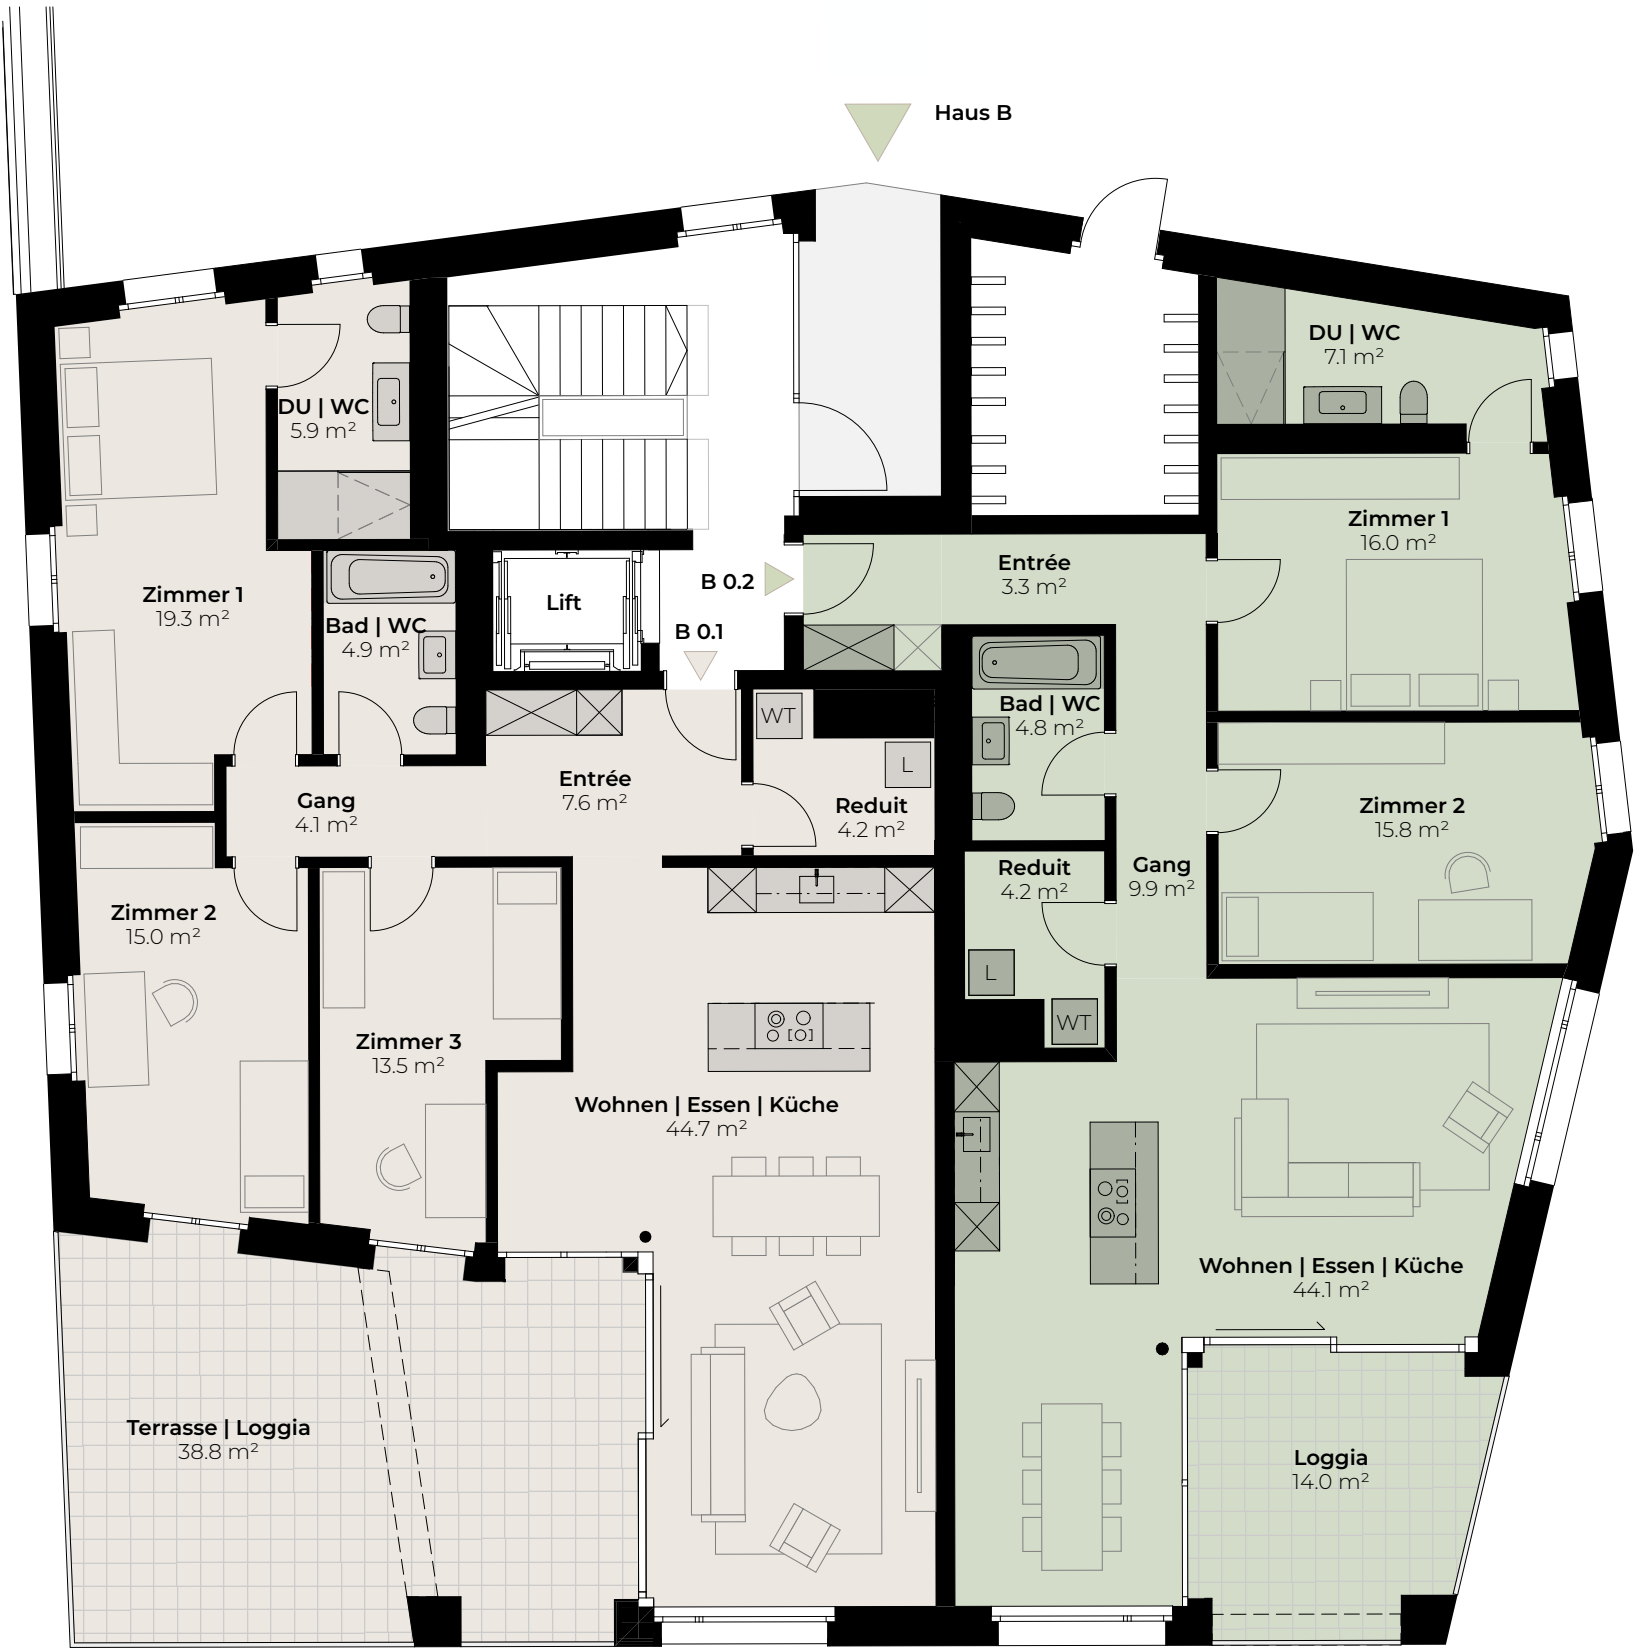 Haus B
DU | WC
7.1 m²
DU | WC
5.9 m²
Zimmer 1
16.0 m²
Entrée
3.3 m²
B 0.2
Lift
Zimmer 1
19.3 m²
Bad | WC
4.9 m²
B 0.1
Bad | WC
4.8 m²
WT
L
Entrée
7.6 m²
Gang
4.1 m²
Reduit
4.2 m²
Zimmer 2
15.8 m²
Reduit
4.2 m²
Gang
9.9 m²
Zimmer 2
15.0 m²
L
WT
Zimmer 3
13.5 m²
Wohnen | Essen | Küche
44.7 m²
Wohnen | Essen | Küche
44.1 m²
Terrasse | Loggia
38.8 m²
Loggia
14.0 m²